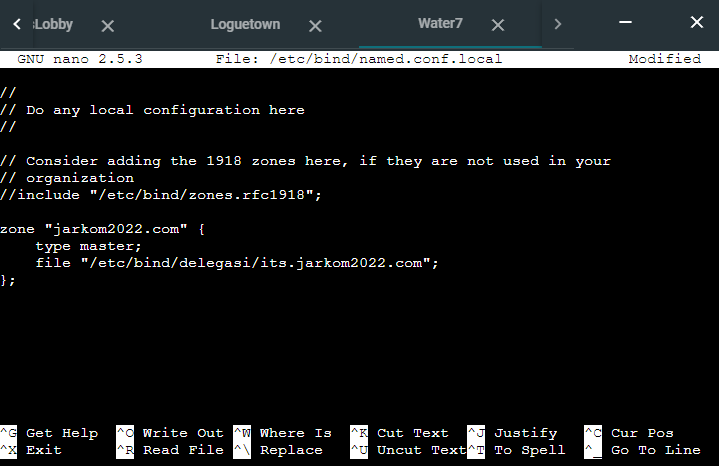 sLobby
Loguetown
Water7
GNU nano 2.5.3 File: /etc/bind/named.conf.local Modified
//
// Do any local configuration here
//
// Consider adding the 1918 zones here, if they are not used in your
// organization
//include "/etc/bind/zones.rfc1918";
zone "jarkom2022.com" {
    type master;
    file "/etc/bind/delegasi/its.jarkom2022.com";
};
^G Get Help ^O Write Out ^W Where Is ^K Cut Text ^J Justify ^C Cur Pos
^X Exit ^R Read File ^\ Replace ^U Uncut Text ^T To Spell ^_ Go To Line